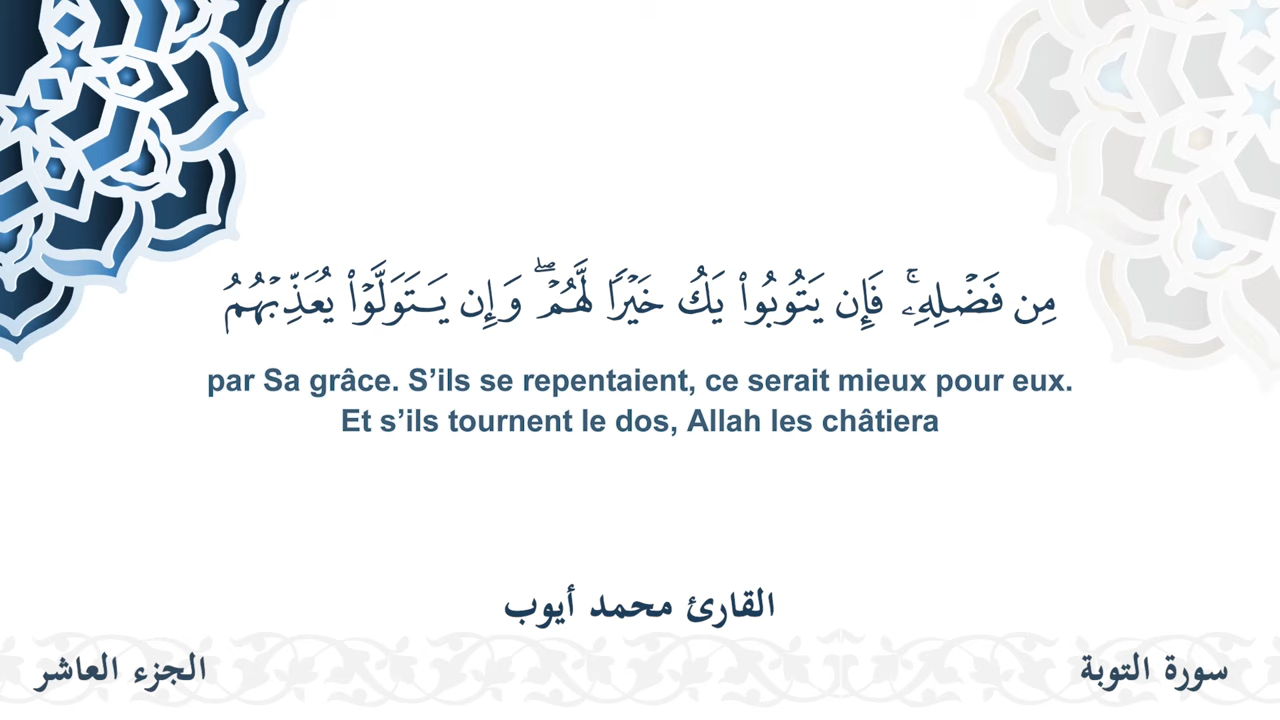 مِن فَضْلِهِۦۚ فَإِن يَتُوبُوا۟ يَكُ خَيْرًا لَّهُمْۖ وَإِن يَتَوَلَّوْا۟ يُعَذِّبْهُمُ
par Sa grâce. S’ils se repentaient, ce serait mieux pour eux.
Et s’ils tournent le dos, Allah les châtiera
القارئ محمد أيوب
سورة التوبة
الجزء العاشر